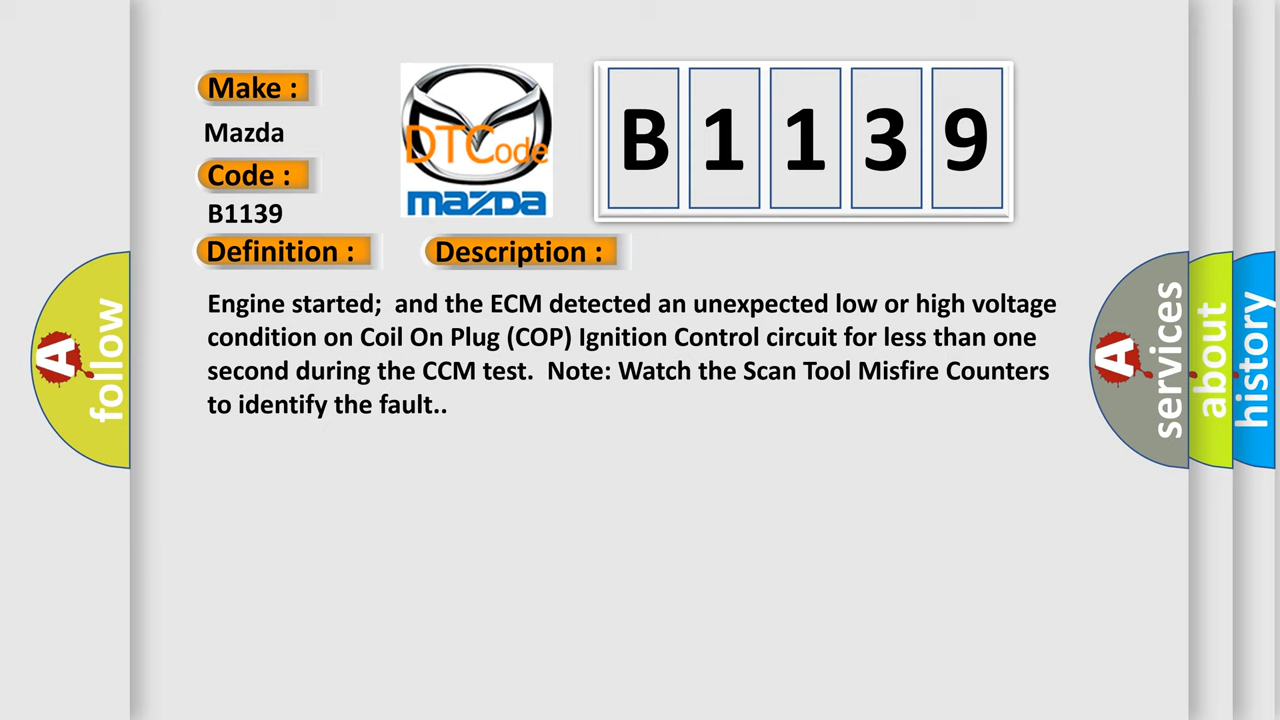 Make :
Mazda
Code :
B1139
Definition :
Description :
DTCode
mazda
B 1 1 3 9
Engine started;  and the ECM detected an unexpected low or high voltage
condition on Coil On Plug (COP) Ignition Control circuit for less than one
second during the CCM test.  Note: Watch the Scan Tool Misfire Counters
to identify the fault..
A follow
A services
about
history